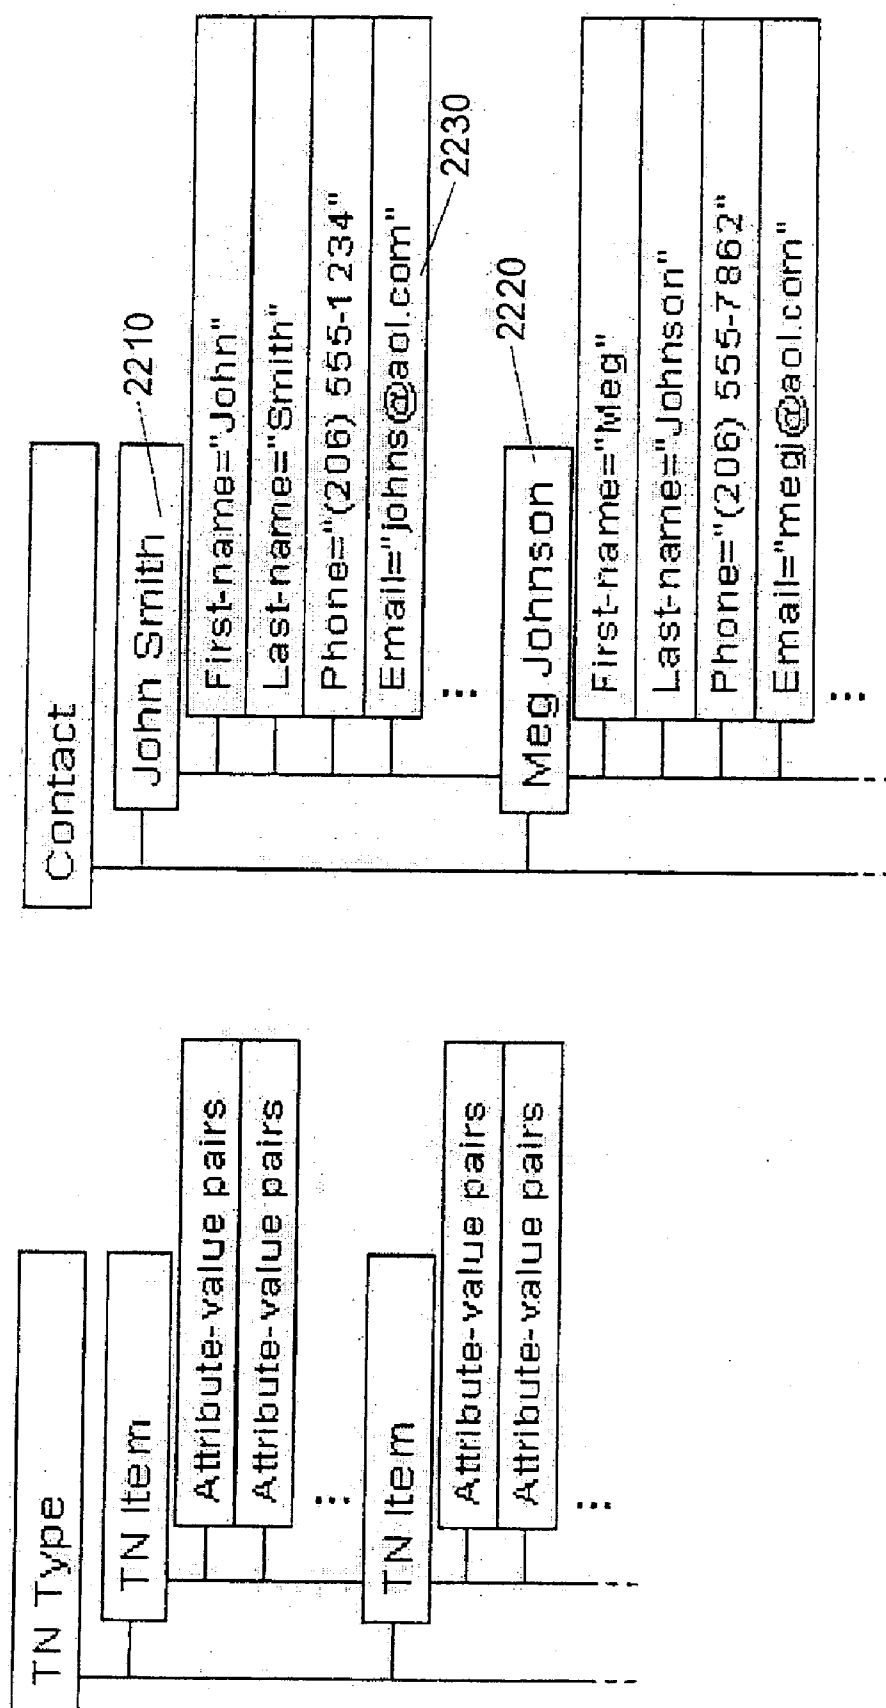 TN Type
TN Item
Attribute-value pairs
Attribute-value pairs
...
TN Item
Attribute-value pairs
Attribute-value pairs
...
Contact
John Smith
2210
First-name="John"
Last-name="Smith"
Phone="(206) 555-1234"
Email="johns@aol.com"
2230
...
Meg Johnson
2220
First-name="Meg"
Last-name="Johnson"
Phone="(206) 555-7862"
Email="megj@aol.com"
...